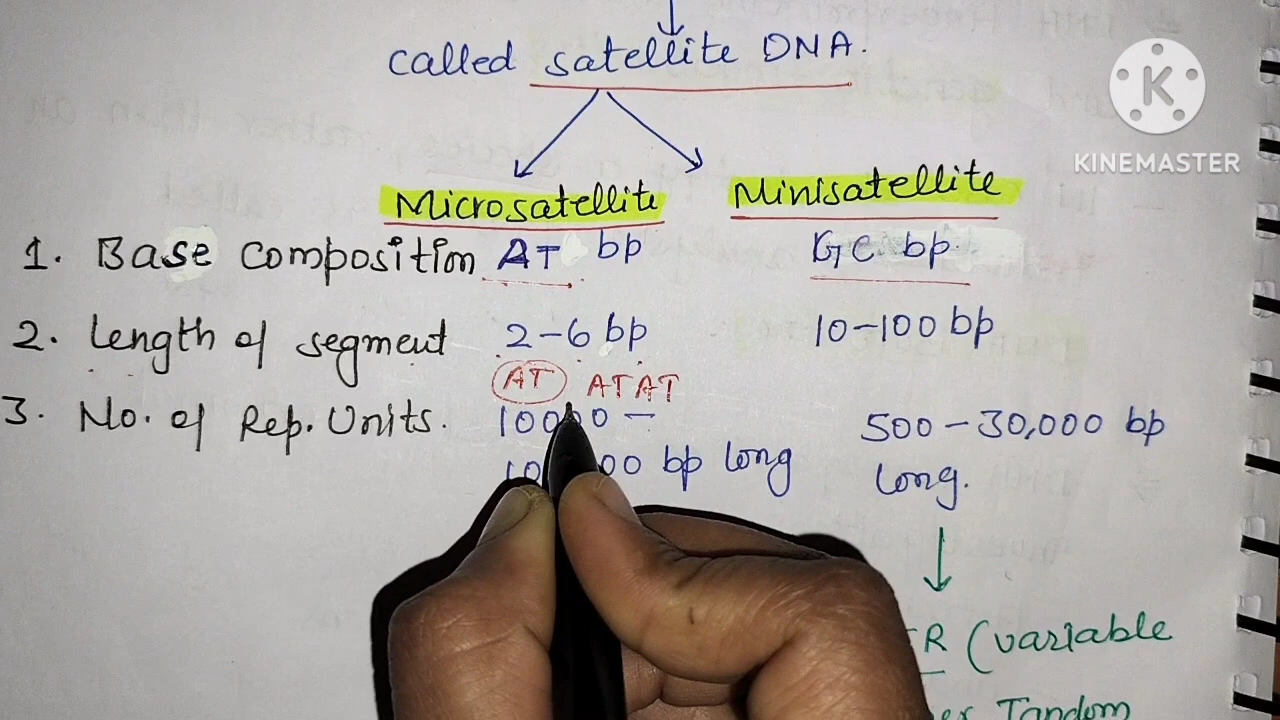 called satellite DNA.
K
KINEMASTER
Microsatellite Minisatellite
1. Base composition AT bp GC bp.
2. Length of segment 2-6 bp 10-100 bp
AT ATAT
3. No. of Rep. Units. 500-30,000 bp
bp long long.
(variable
Tandom